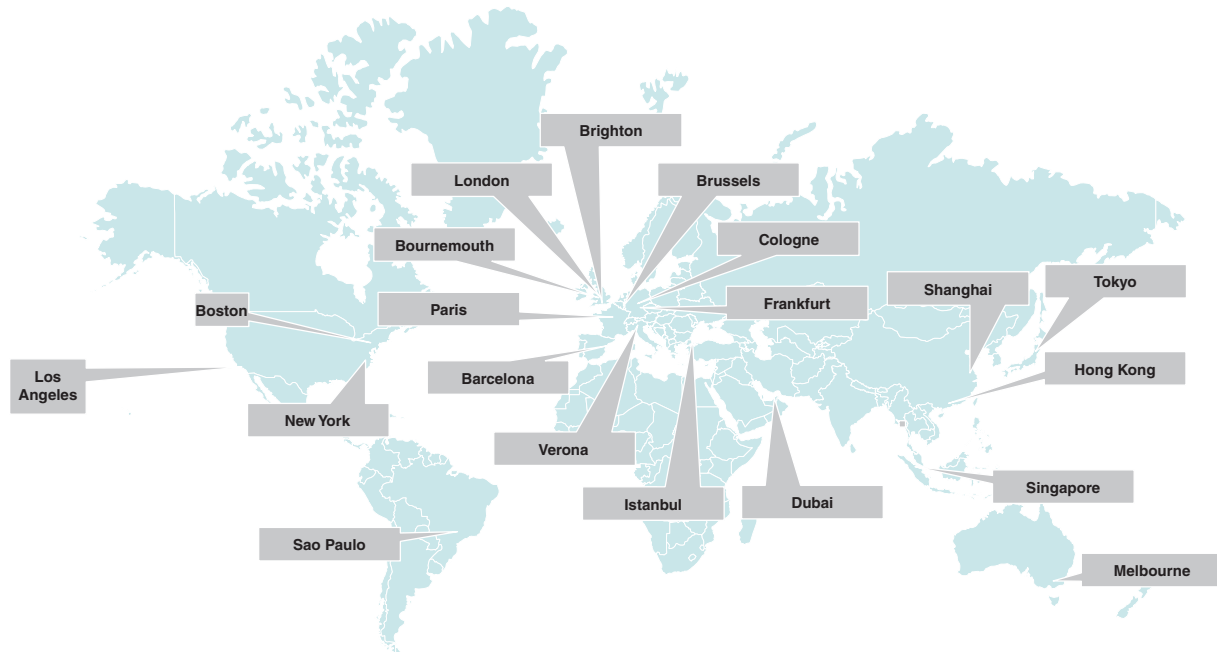 Brighton
London
Brussels
Bournemouth
Cologne
Shanghai
Tokyo
Boston
Paris
Frankfurt
Los
Angeles
Barcelona
Hong Kong
New York
Verona
Istanbul
Dubai
Singapore
Sao Paulo
Melbourne